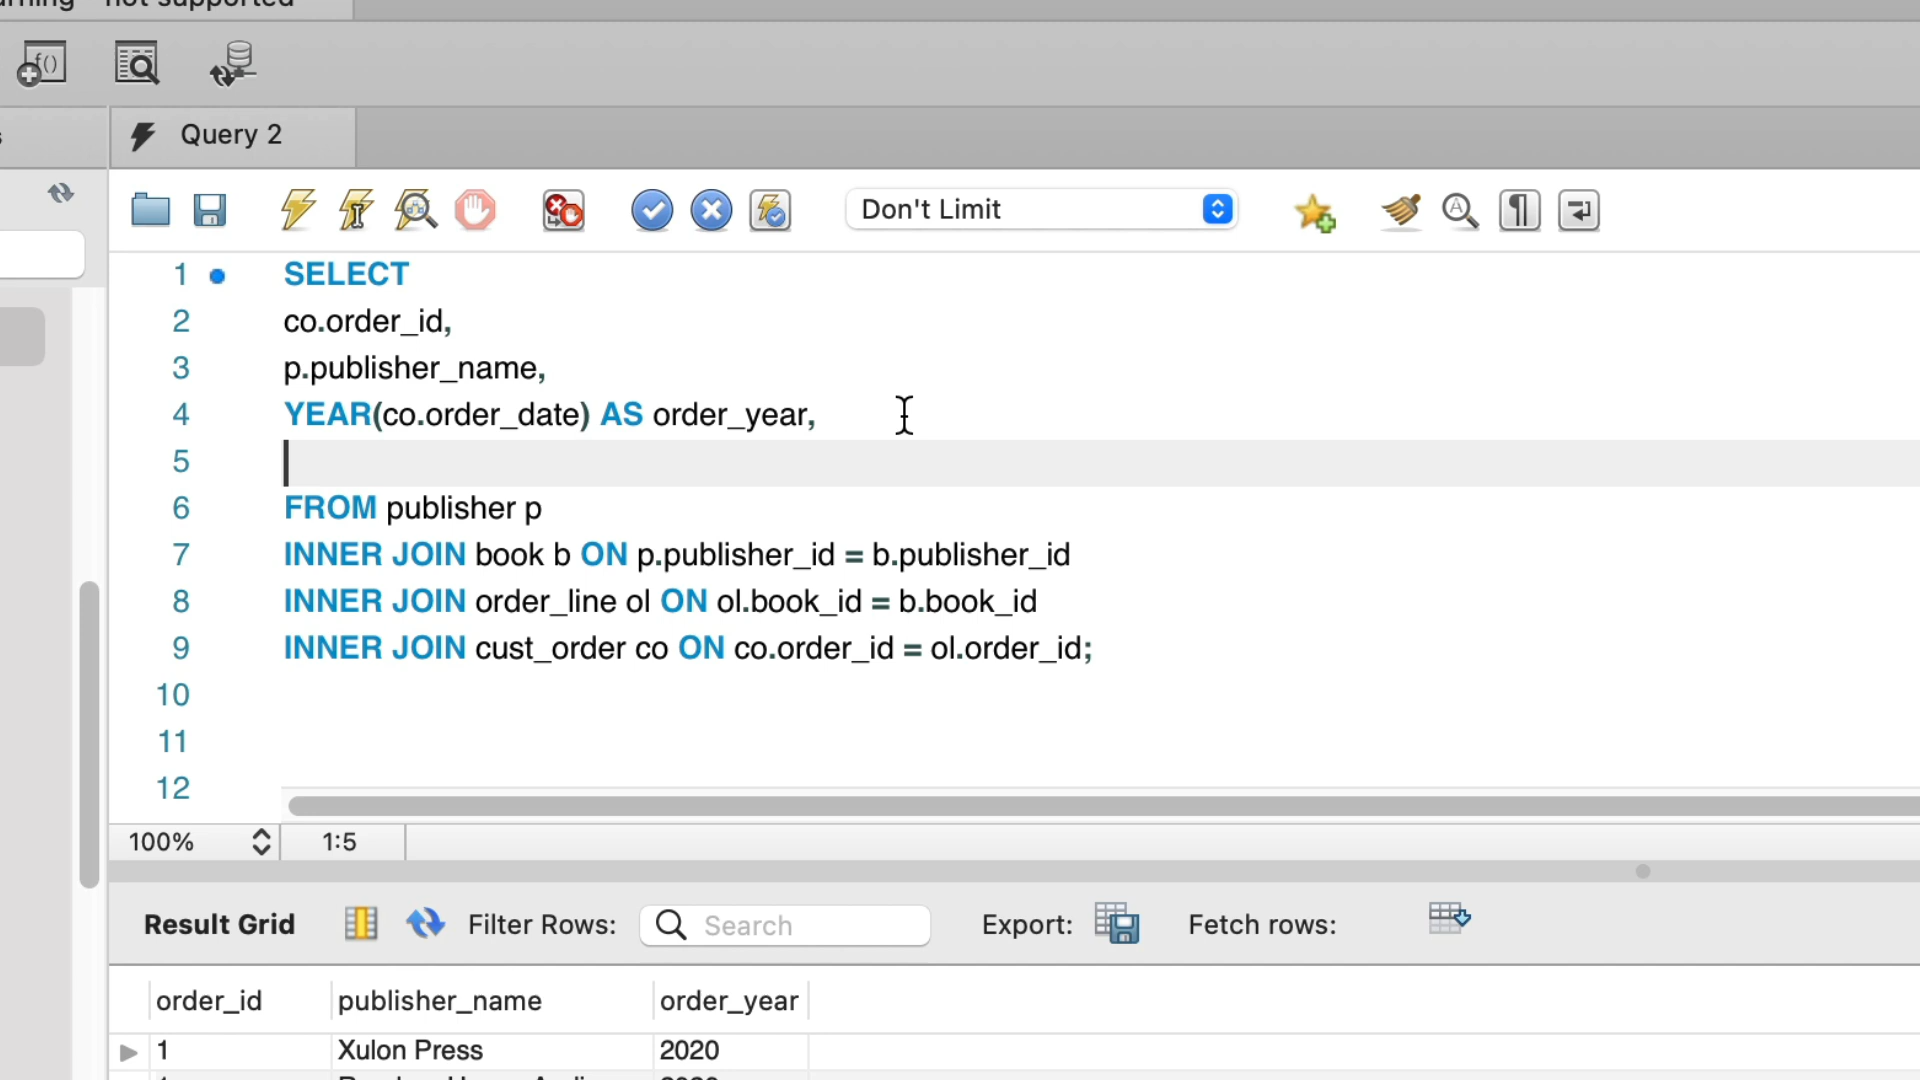 not supported
f()
Query 2
Don't Limit
1 SELECT
2 co.order_id,
3 p.publisher_name,
4 YEAR(co.order_date) AS order_year,
5
6 FROM publisher p
7 INNER JOIN book b ON p.publisher_id = b.publisher_id
8 INNER JOIN order_line ol ON ol.book_id = b.book_id
9 INNER JOIN cust_order co ON co.order_id = ol.order_id;
10
11
12
100% 1:5
Result Grid Filter Rows: Search Export: Fetch rows:
order_id publisher_name order_year
1 Xulon Press 2020